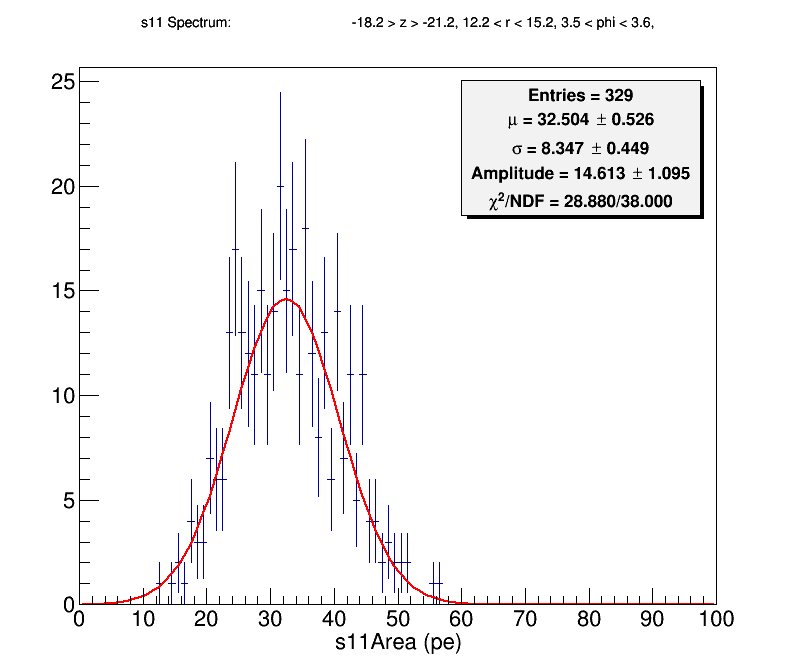 s11 Spectrum: -18.2 > z > -21.2, 12.2 < r < 15.2, 3.5 < phi < 3.6,
Entries = 329
μ = 32.504 ± 0.526
σ = 8.347 ± 0.449
Amplitude = 14.613 ± 1.095
χ²/NDF = 28.880/38.000
25
20
15
10
5
0
0 10 20 30 40 50 60 70 80 90 100
s11Area (pe)